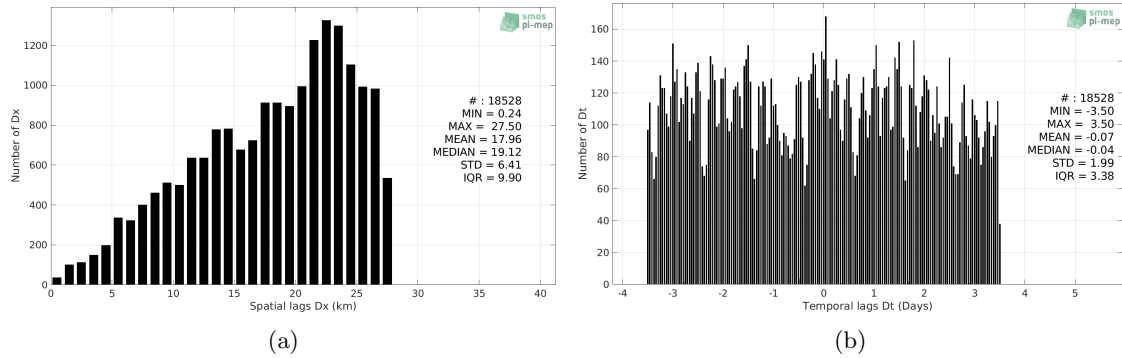 smos
pi-mep
Number of Dx
1200
1000
800
600
400
200
0
# : 18528
MIN = 0.24
MAX = 27.50
MEAN = 17.96
MEDIAN = 19.12
STD = 6.41
IQR = 9.90
0 5 10 15 20 25 30 35 40
Spatial lags Dx (km)
(a)
smos
pi-mep
Number of Dt
160
140
120
100
80
60
40
20
0
# : 18528
MIN = -3.50
MAX = 3.50
MEAN = -0.07
MEDIAN = -0.04
STD = 1.99
IQR = 3.38
-4 -3 -2 -1 0 1 2 3 4 5
Temporal lags Dt (Days)
(b)